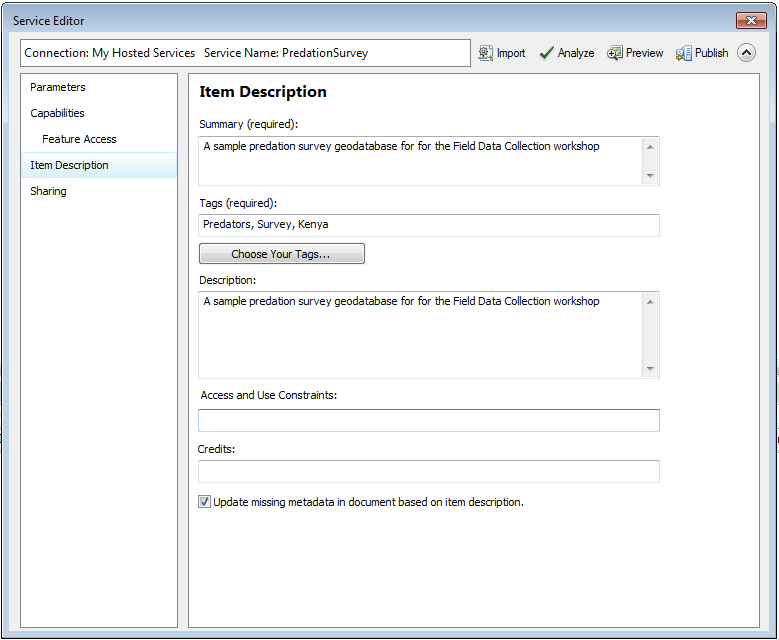 Service Editor
Connection: My Hosted Services   Service Name: PredationSurvey
Import
Analyze
Preview
Publish
Parameters
Capabilities
Feature Access
Item Description
Sharing
Item Description
Summary (required):
A sample predation survey geodatabase for for the Field Data Collection workshop
Tags (required):
Predators, Survey, Kenya
Choose Your Tags...
Description:
A sample predation survey geodatabase for for the Field Data Collection workshop
Access and Use Constraints:
Credits:
Update missing metadata in document based on item description.